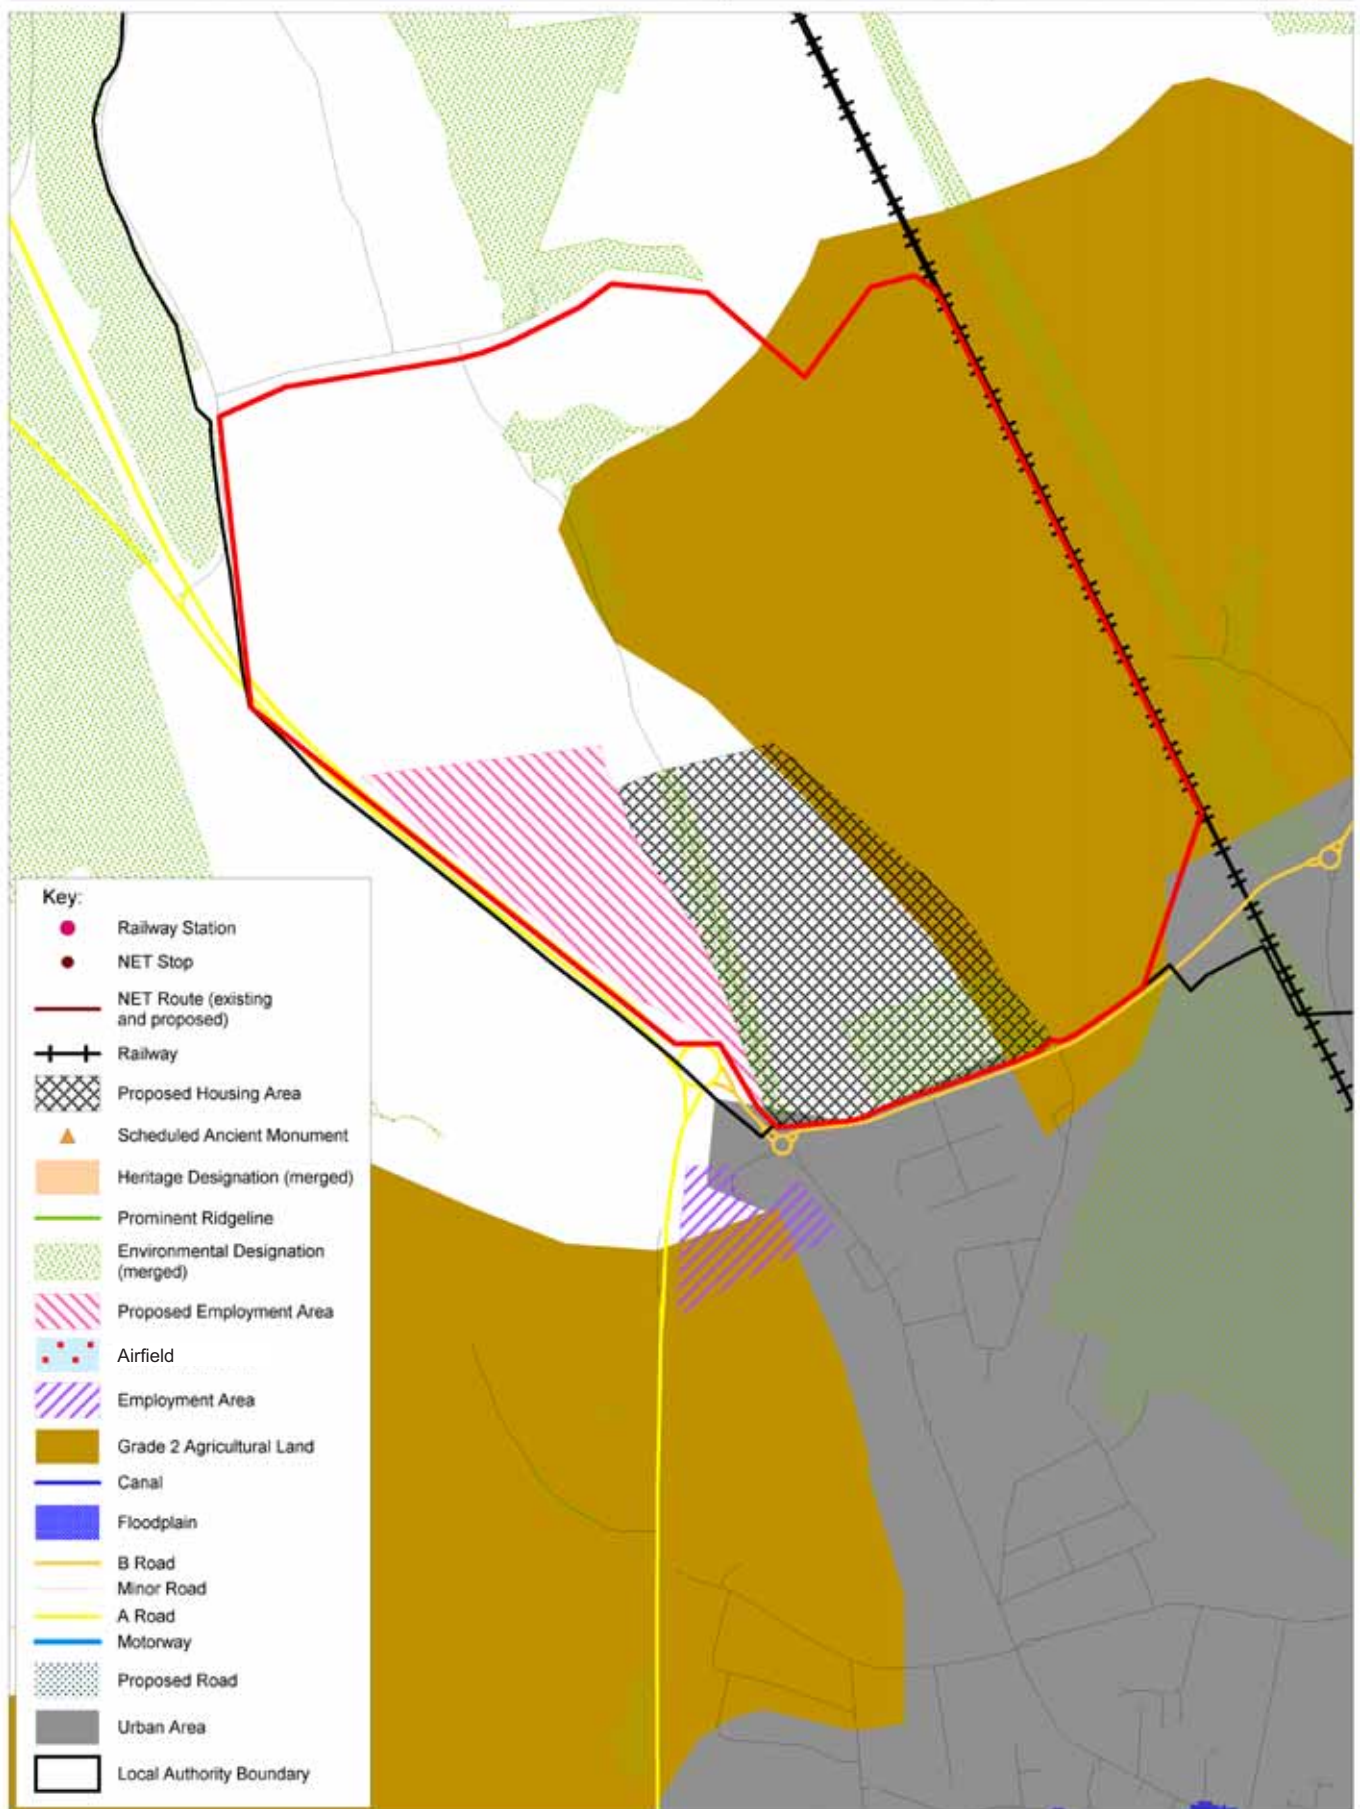 Key:
Railway Station
NET Stop
NET Route (existing
and proposed)
Railway
Proposed Housing Area
Scheduled Ancient Monument
Heritage Designation (merged)
Prominent Ridgeline
Environmental Designation
(merged)
Proposed Employment Area
Airfield
Employment Area
Grade 2 Agricultural Land
Canal
Floodplain
B Road
Minor Road
A Road
Motorway
Proposed Road
Urban Area
Local Authority Boundary